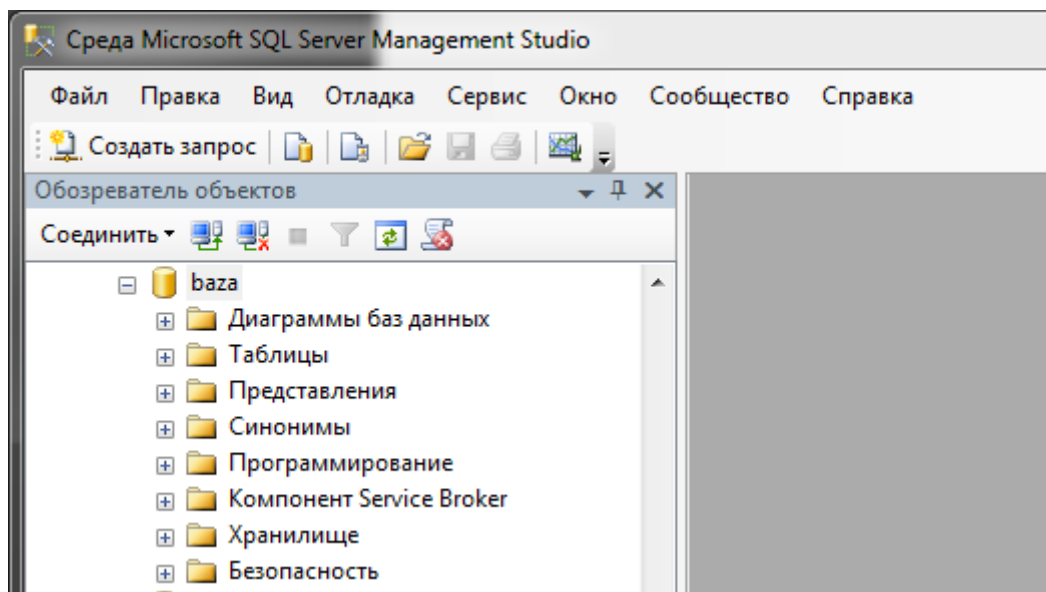 Среда Microsoft SQL Server Management Studio
Файл Правка Вид Отладка Сервис Окно Сообщество Справка
Создать запрос
Обозреватель объектов
Соединить
baza
Диаграммы баз данных
Таблицы
Представления
Синонимы
Программирование
Компонент Service Broker
Хранилище
Безопасность